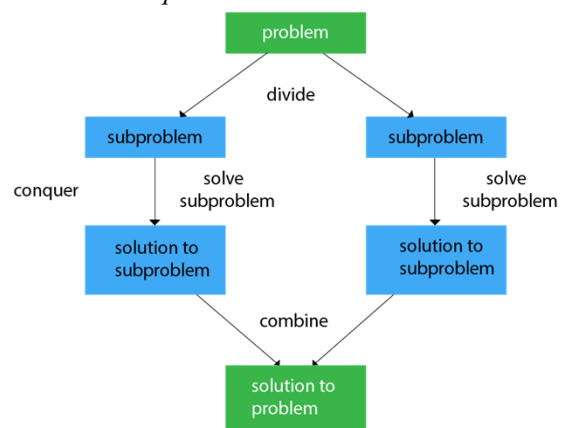 problem
divide
subproblem
subproblem
conquer
solve
subproblem
solve
subproblem
solution to
subproblem
solution to
subproblem
combine
solution to
problem